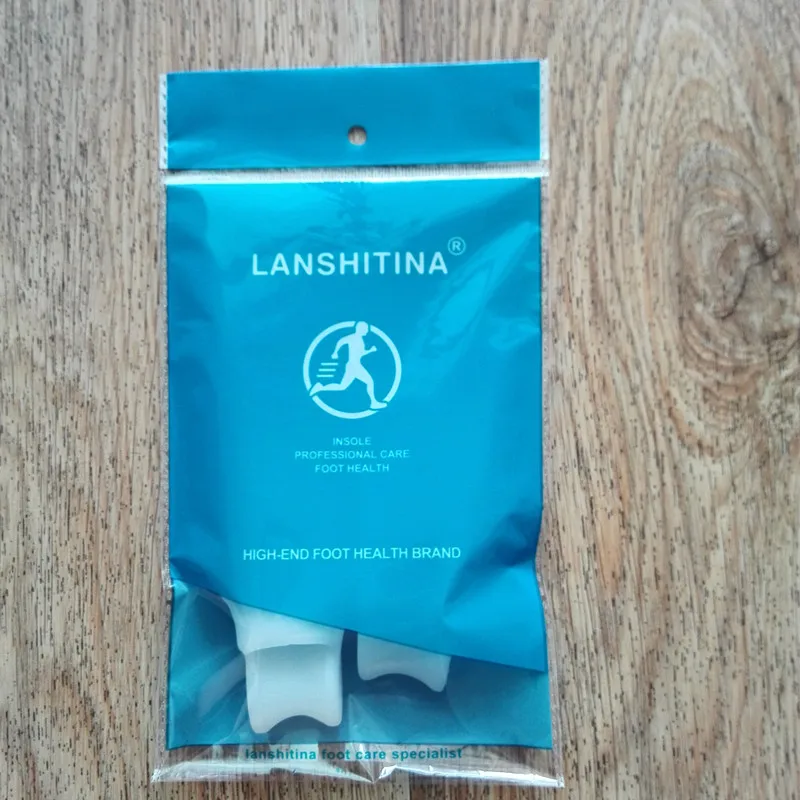 LANSHITINA®
INSOLE
PROFESSIONAL CARE
FOOT HEALTH
HIGH-END FOOT HEALTH BRAND
lanshitina foot care specialist